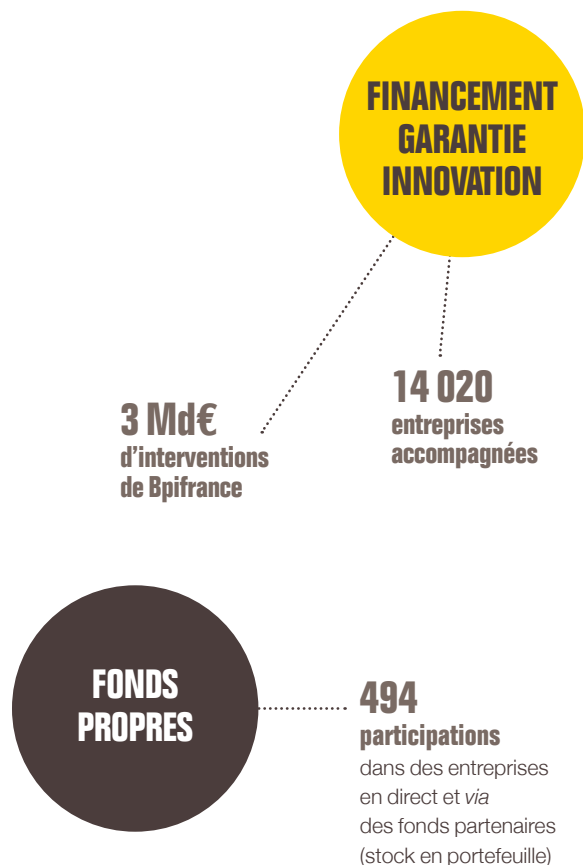 FINANCEMENT
GARANTIE
INNOVATION
3 Md€
d'interventions
de Bpifrance
14 020
entreprises
accompagnées
FONDS
PROPRES
494
participations
dans des entreprises
en direct et via
des fonds partenaires
(stock en portefeuille)